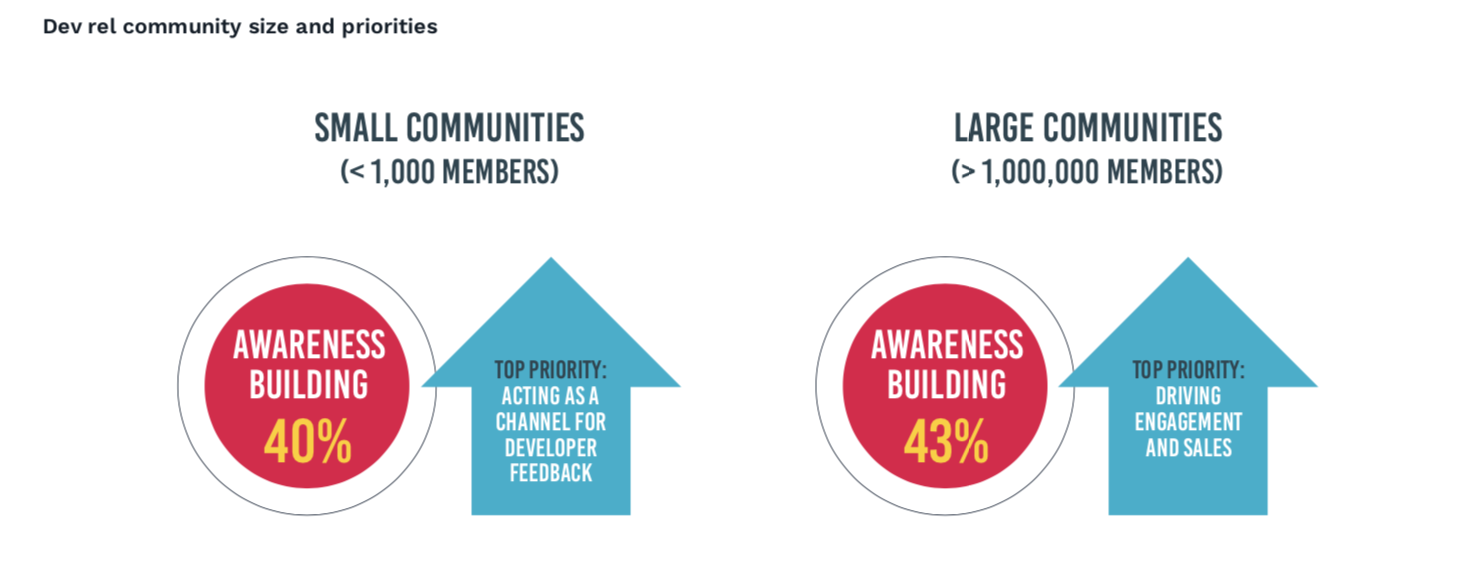 Dev rel community size and priorities
SMALL COMMUNITIES
(< 1,000 MEMBERS)
AWARENESS
BUILDING
40%
TOP PRIORITY:
ACTING AS A
CHANNEL FOR
DEVELOPER
FEEDBACK
LARGE COMMUNITIES
(> 1,000,000 MEMBERS)
AWARENESS
BUILDING
43%
TOP PRIORITY:
DRIVING
ENGAGEMENT
AND SALES